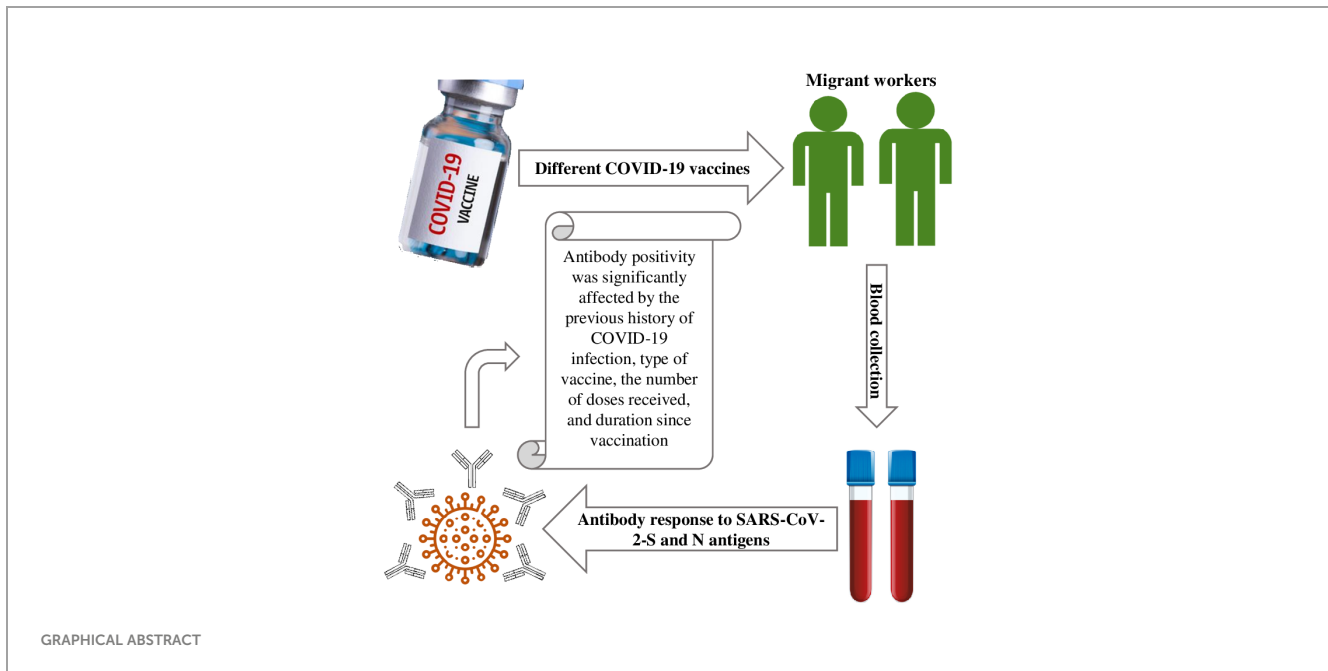 Migrant workers
COVID-19
VACCINE
Different COVID-19 vaccines
Antibody positivity
was significantly
affected by the
previous history of
COVID-19
infection, type of
vaccine, the number
of doses received,
and duration since
vaccination
Blood collection
Antibody response to SARS-CoV-
2-S and N antigens
GRAPHICAL ABSTRACT